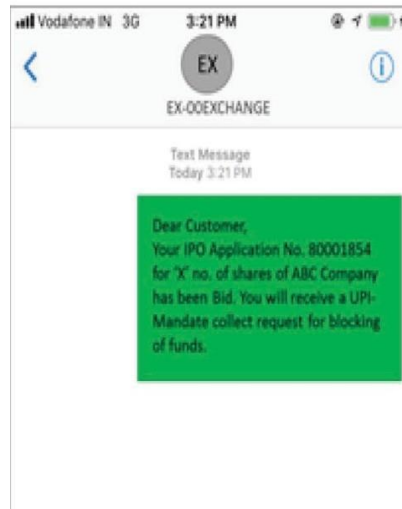 Vodafone IN 3G 3:21 PM
EX
EX-00EXCHANGE
Text Message
Today 3:21 PM
Dear Customer,
Your IPO Application No. 80001854
for 'X' no. of shares of ABC Company
has been Bid. You will receive a UPI-
Mandate collect request for blocking
of funds.